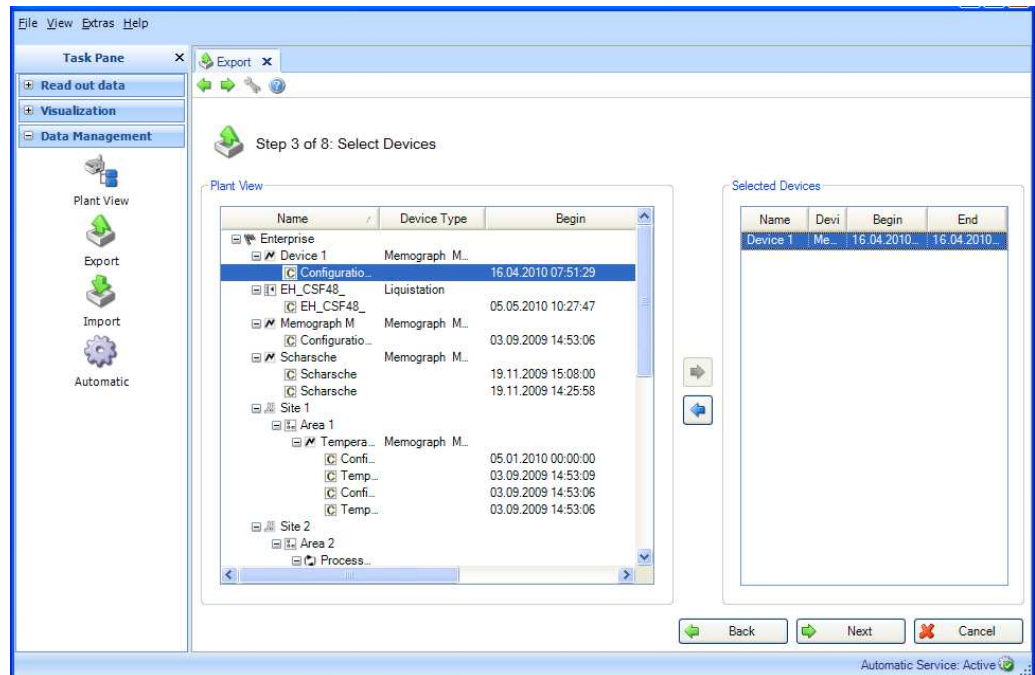 File View Extras Help
Task Pane
Read out data
Visualization
Data Management
Plant View
Export
Import
Automatic
Export
Step 3 of 8: Select Devices
Plant View
Name Device Type Begin
Enterprise
Device 1 Memograph M...
C Configuratio... 16.04.2010 07:51:29
EH_CSF48_ Liquistation
C EH_CSF48_ 05.05.2010 10:27:47
Memograph M Memograph M...
C Configuratio... 03.09.2009 14:53:06
Scharsche Memograph M...
C Scharsche 19.11.2009 15:08:00
C Scharsche 19.11.2009 14:25:58
Site 1
Area 1
Tempera... Memograph M...
C Confi... 05.01.2010 00:00:00
C Temp... 03.09.2009 14:53:09
C Confi... 03.09.2009 14:53:06
C Temp... 03.09.2009 14:53:06
Site 2
Area 2
Process...
Selected Devices
Name Devi Begin End
Device 1 Me... 16.04.2010... 16.04.2010...
Back Next Cancel
Automatic Service: Active